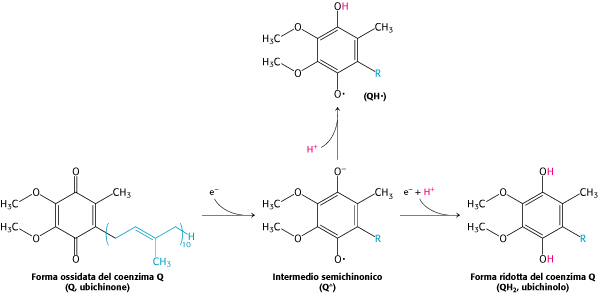 OH
H₃C O CH₃
H₃C O R
O•
(QH•)
H⁺
O O⁻ OH
H₃C O CH₃ e⁻ H₃C O CH₃ e⁻ + H⁺ H₃C O CH₃
H₃C O ( )₁₀ H H₃C O R H₃C O R
O CH₃ O• OH
Forma ossidata del coenzima Q
(Q, ubichinone)
Intermedio semichinonico
(Q•⁻)
Forma ridotta del coenzima Q
(QH₂, ubichinolo)